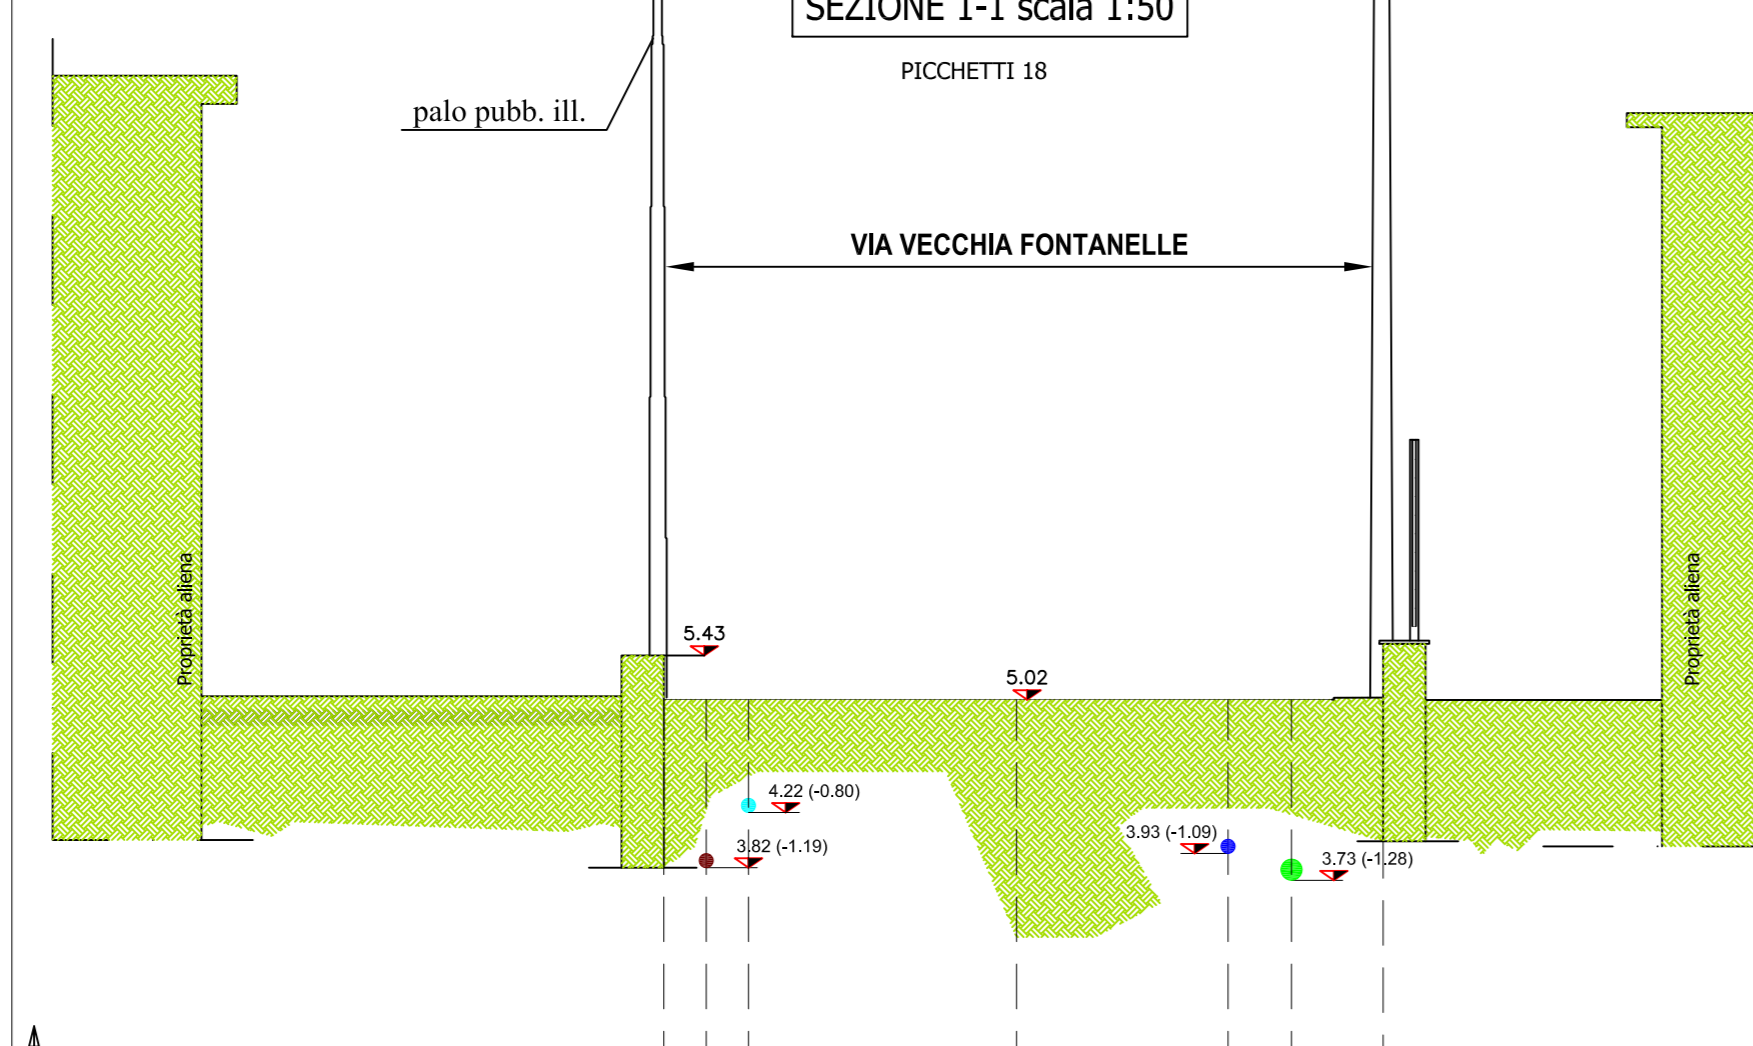 SEZIONE 1-1 scala 1:50
PICCHETTI 18
palo pubb. ill.
VIA VECCHIA FONTANELLE
Proprietà aliena
Proprietà aliena
5.43
5.02
4.22 (-0.80)
3.82 (-1.19)
3.93 (-1.09)
3.73 (-1.28)